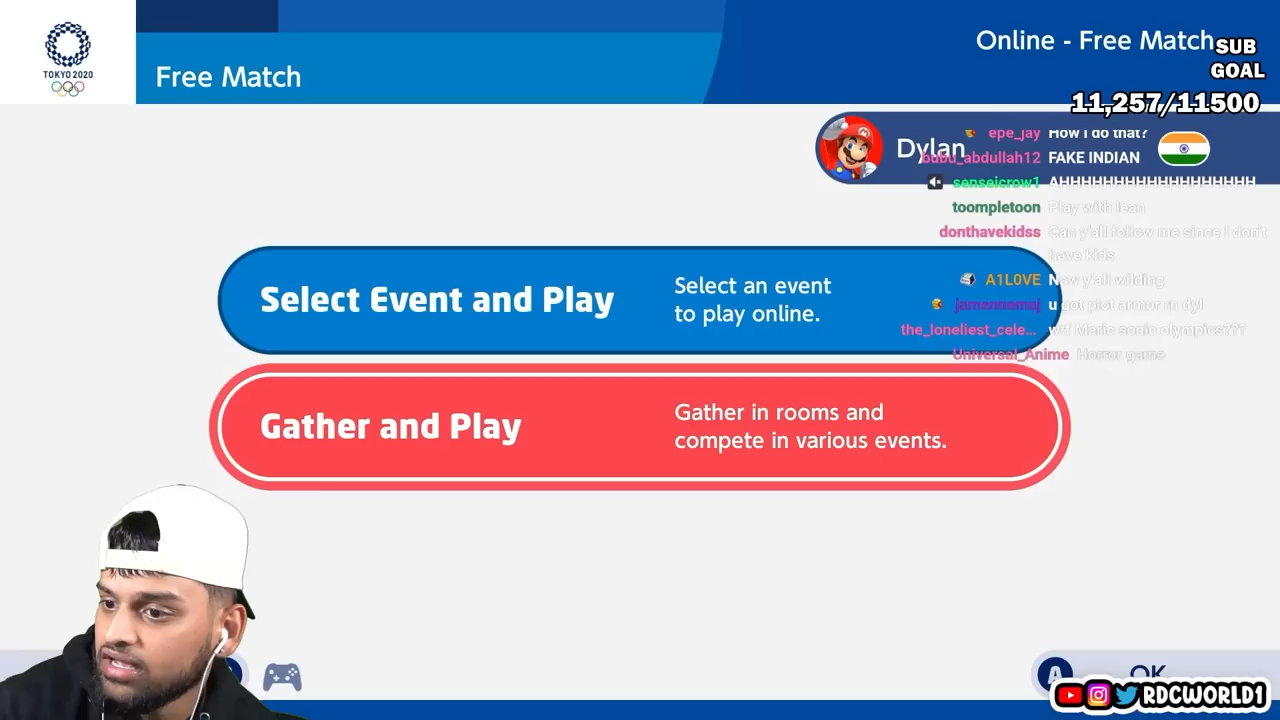 TOKYO 2020
Free Match
Online - Free Match
SUB
GOAL
11,257/11500
Dylan
epe_jay How I do that?
bubu_abdullah12 FAKE INDIAN
senseicrow1 AHHHHHHHHHHHHHHHHHHH
toompletoon Play with lean
donthavekidss Can y'all follow me since I don't
have kids
A1L0VE Naw y'all wilding
u got plot armor rn dyl
the_loneliest_cele... wtf Mario sonic olympics???
Universal_Anime Horror game
Select Event and Play
Select an event
to play online.
Gather and Play
Gather in rooms and
compete in various events.
A OK
RDCWORLD1